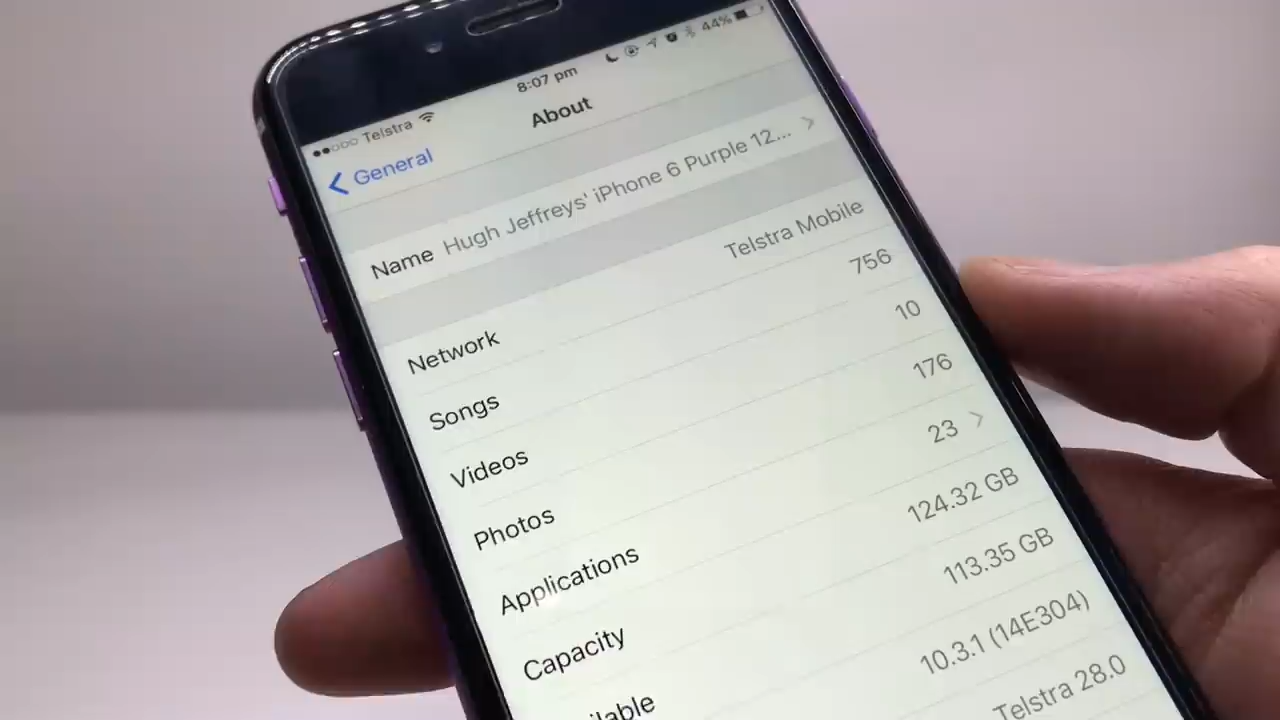 ●●○○○ Telstra 8:07 pm 44%
General About
Name Hugh Jeffreys' iPhone 6 Purple 12...
Network Telstra Mobile
Songs 756
Videos 10
Photos 176
Applications 23
Capacity 124.32 GB
ilable 113.35 GB
10.3.1 (14E304)
Telstra 28.0